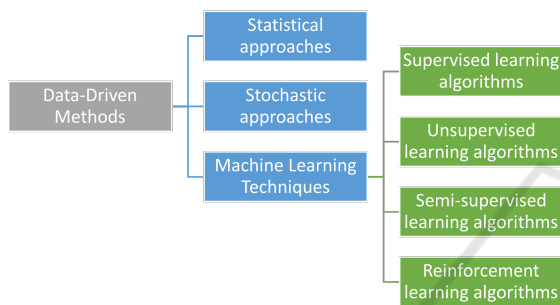 Statistical
approaches
Data-Driven
Methods
Stochastic
approaches
Machine Learning
Techniques
Supervised learning
algorithms
Unsupervised
learning algorithms
Semi-supervised
learning algorithms
Reinforcement
learning algorithms